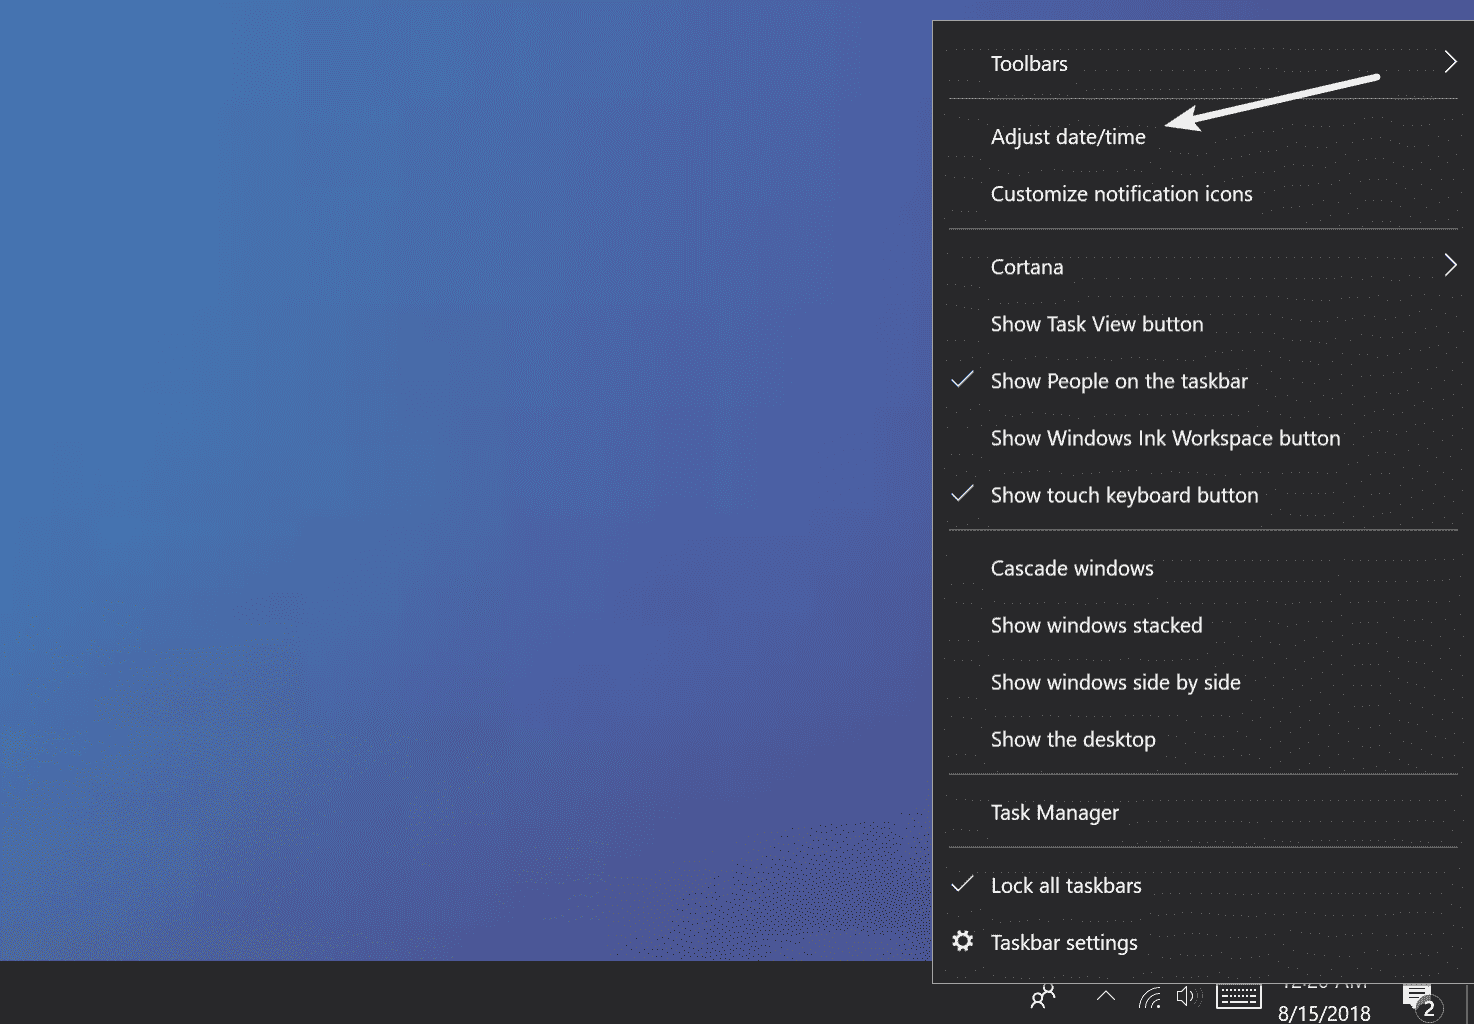 Toolbars
Adjust date/time
Customize notification icons
Cortana
Show Task View button
Show People on the taskbar
Show Windows Ink Workspace button
Show touch keyboard button
Cascade windows
Show windows stacked
Show windows side by side
Show the desktop
Task Manager
Lock all taskbars
Taskbar settings
8/15/2018
2